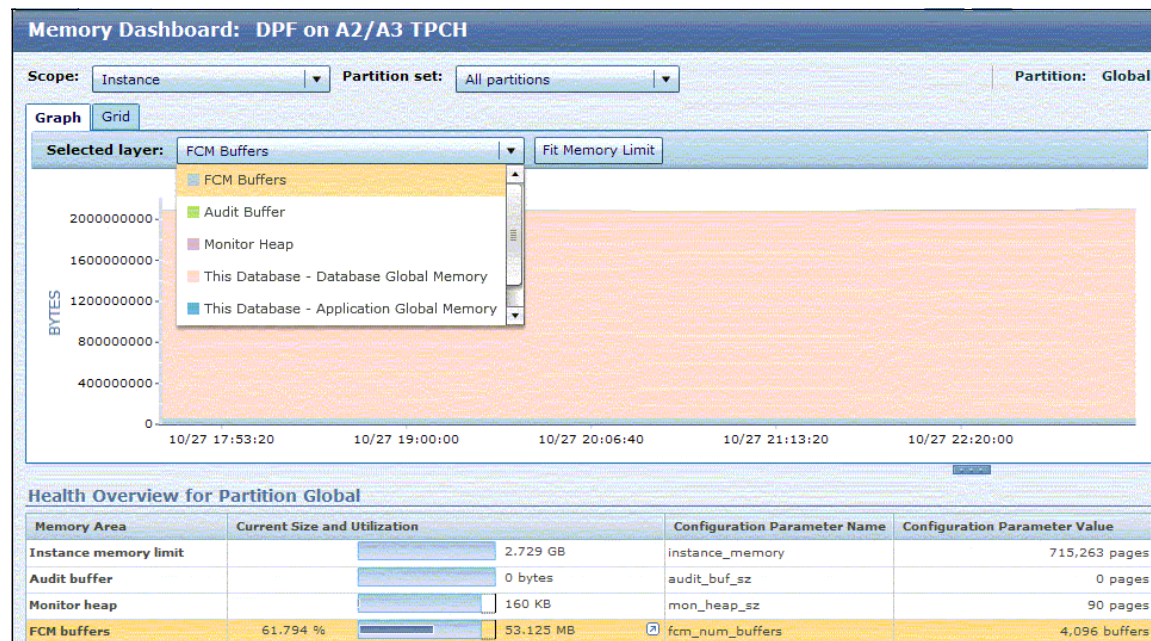 Memory Dashboard: DPF on A2/A3 TPCH
Scope: Instance Partition set: All partitions Partition: Global
Graph Grid
Selected layer: FCM Buffers Fit Memory Limit
FCM Buffers
Audit Buffer
Monitor Heap
This Database - Database Global Memory
This Database - Application Global Memory
BYTES
2000000000
1600000000
1200000000
800000000
400000000
0
10/27 17:53:20 10/27 19:00:00 10/27 20:06:40 10/27 21:13:20 10/27 22:20:00
Health Overview for Partition Global
Memory Area Current Size and Utilization Configuration Parameter Name Configuration Parameter Value
Instance memory limit 2.729 GB instance_memory 715,263 pages
Audit buffer 0 bytes audit_buf_sz 0 pages
Monitor heap 160 KB mon_heap_sz 90 pages
FCM buffers 61.794 % 53.125 MB fcm_num_buffers 4,096 buffers